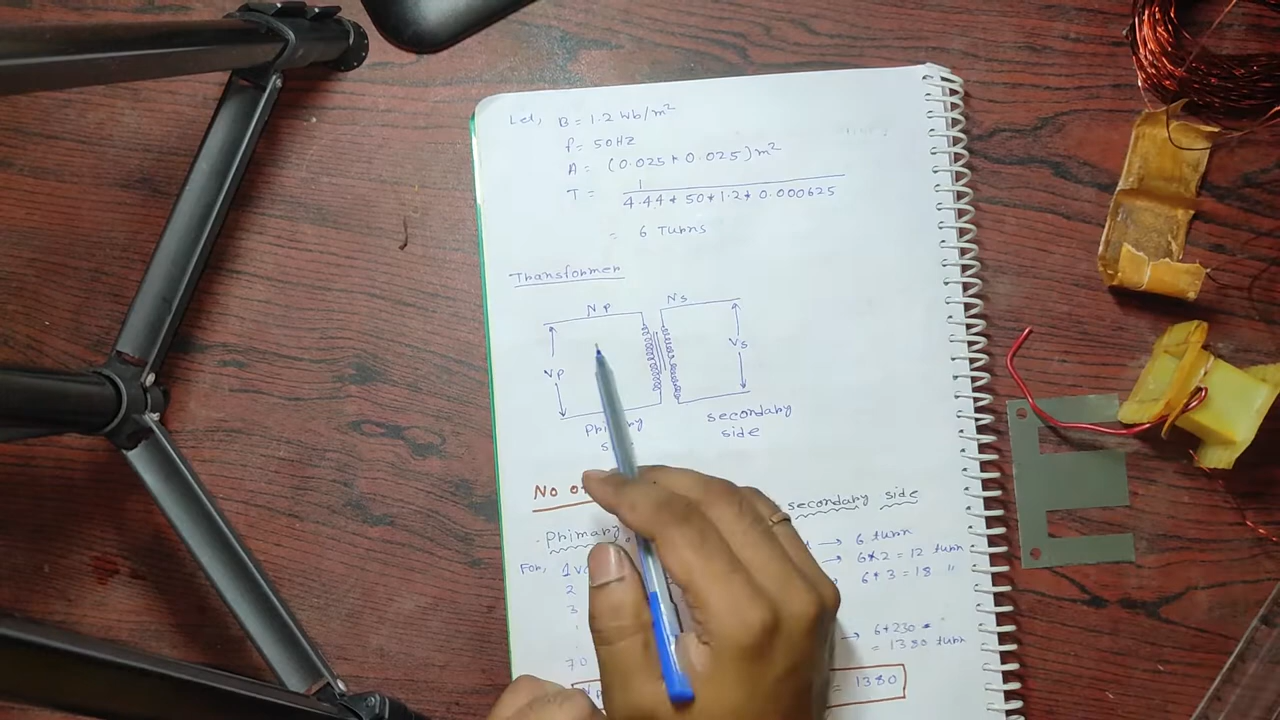 Let, B = 1.2 Wb/m²
f = 50Hz
A = (0.025 * 0.025) m²
T = 1 / 4.44 * 50 * 1.2 * 0.000625
= 6 Turns
Transformer
Np
Ns
Vp
Vs
secondary
side
No
secondary side
Primary
For, 1
→ 6 turn
2 → 6*2 = 12 turn
3 6*3 = 18 "
→ 6*230
= 1380 turn
70
Np
= 1380